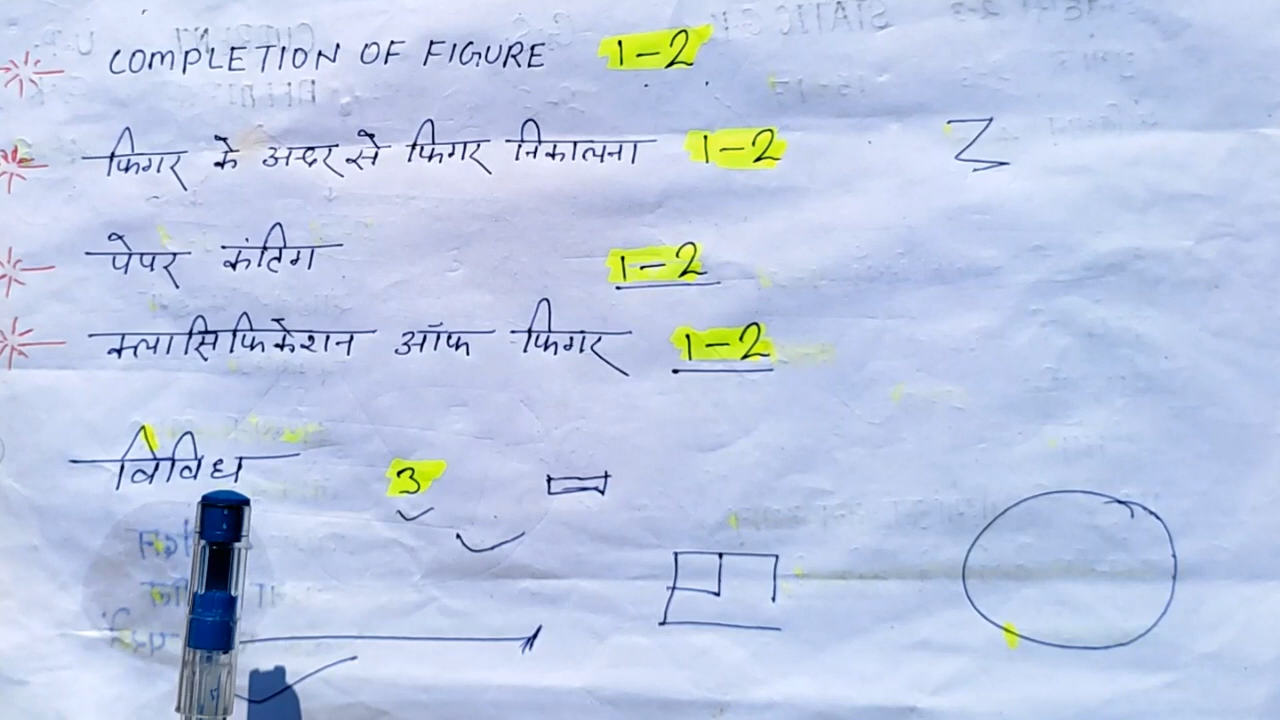 COMPLETION OF FIGURE 1-2
फिगर के अन्दर से फिगर निकालना 1-2
पेपर कंटिग 1-2
क्लासिफिकेशन ऑफ फिगर 1-2
विविध 3